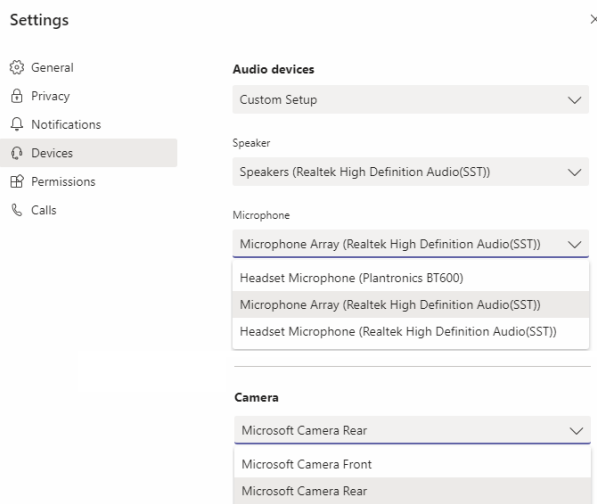 Settings
General
Privacy
Notifications
Devices
Permissions
Calls
Audio devices
Custom Setup
Speaker
Speakers (Realtek High Definition Audio(SST))
Microphone
Microphone Array (Realtek High Definition Audio(SST))
Headset Microphone (Plantronics BT600)
Microphone Array (Realtek High Definition Audio(SST))
Headset Microphone (Realtek High Definition Audio(SST))
Camera
Microsoft Camera Rear
Microsoft Camera Front
Microsoft Camera Rear